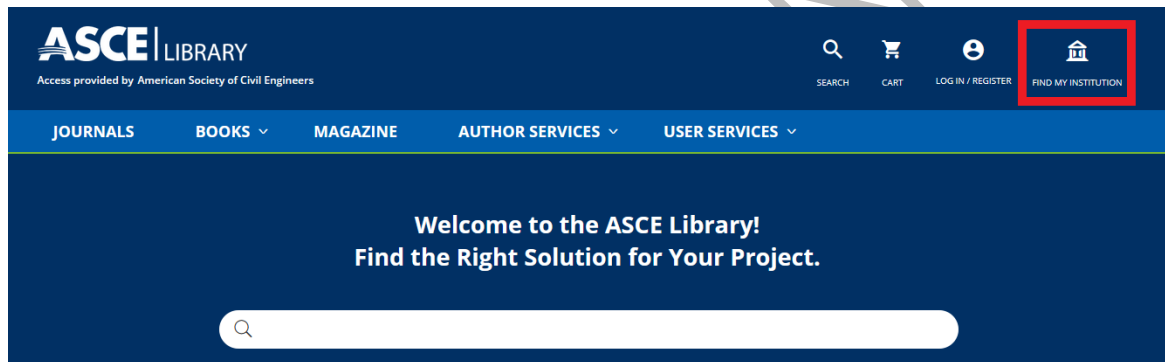 ASCE LIBRARY
Access provided by American Society of Civil Engineers
SEARCH
CART
LOG IN / REGISTER
FIND MY INSTITUTION
JOURNALS BOOKS MAGAZINE AUTHOR SERVICES USER SERVICES
Welcome to the ASCE Library!
Find the Right Solution for Your Project.